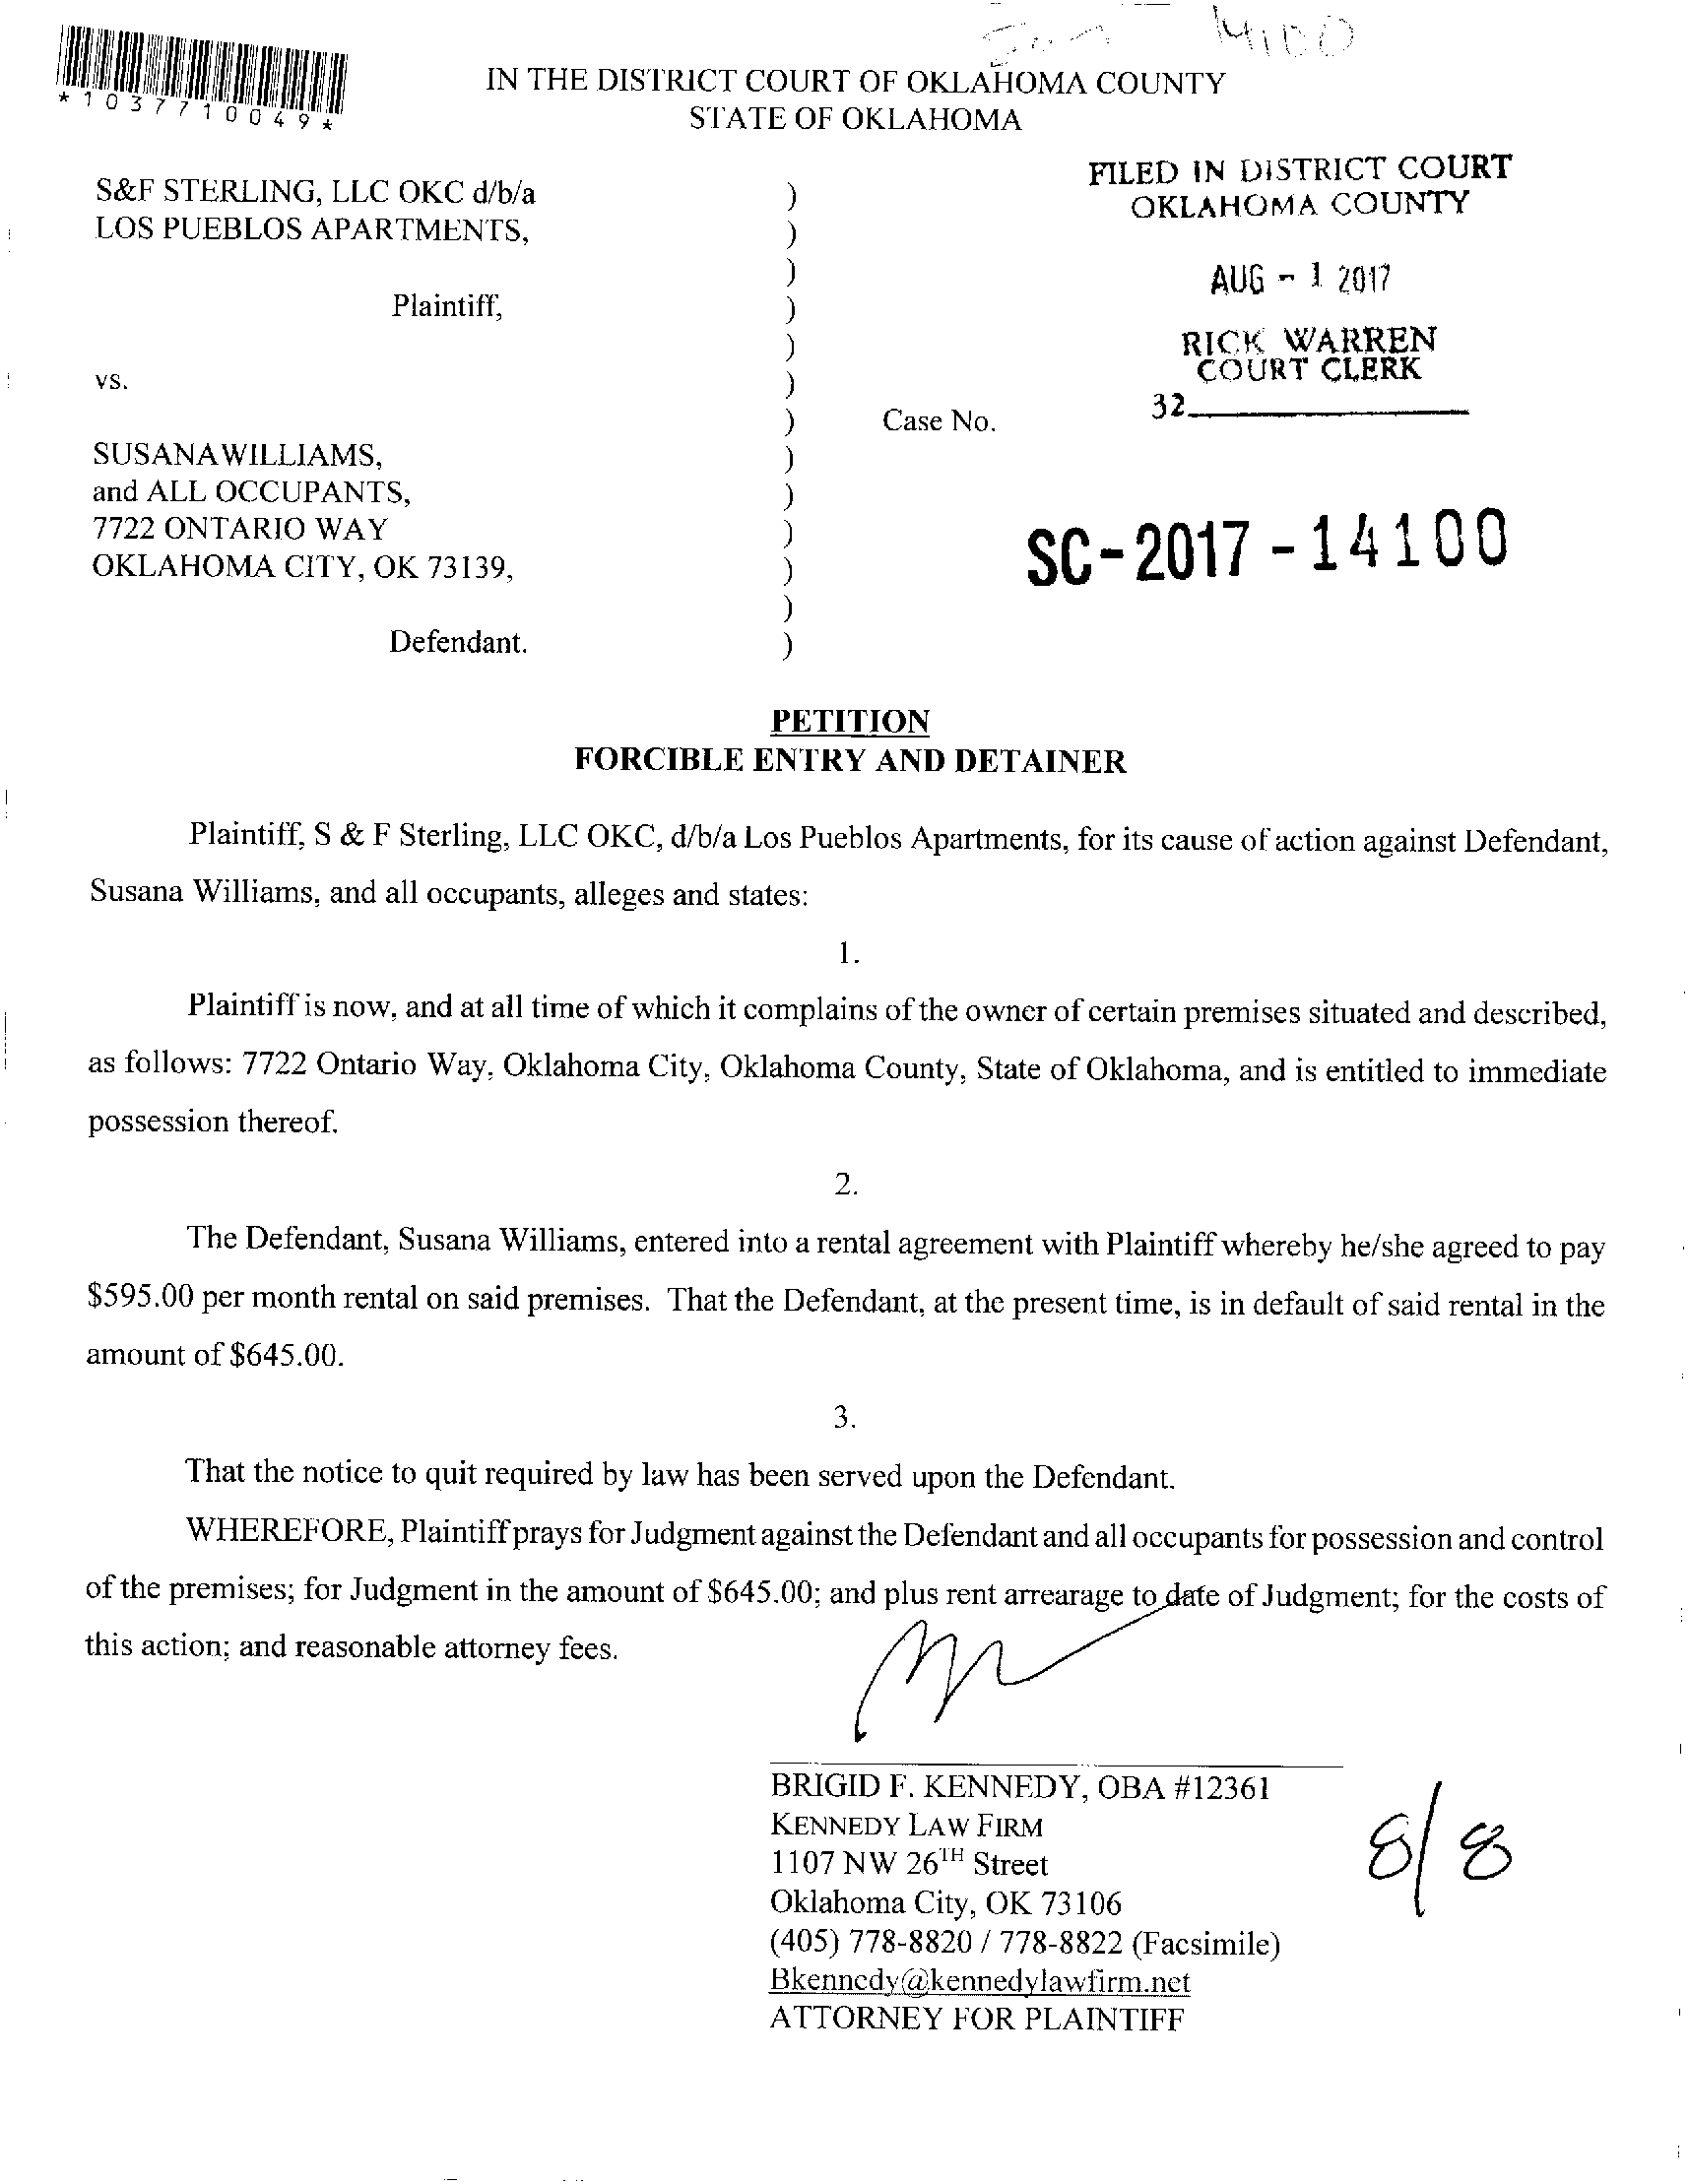 14100
*1037710049*
IN THE DISTRICT COURT OF OKLAHOMA COUNTY
STATE OF OKLAHOMA
S&F STERLING, LLC OKC d/b/a
LOS PUEBLOS APARTMENTS,
Plaintiff,
vs.
SUSANAWILLIAMS,
and ALL OCCUPANTS,
7722 ONTARIO WAY
OKLAHOMA CITY, OK 73139,
Defendant.
)
)
)
)
)
)
)
)
)
)
)
)
)
FILED IN DISTRICT COURT
OKLAHOMA COUNTY
AUG - 1 2017
RICK WARREN
COURT CLERK
32
Case No.
SC-2017-14100
PETITION
FORCIBLE ENTRY AND DETAINER
Plaintiff, S & F Sterling, LLC OKC, d/b/a Los Pueblos Apartments, for its cause of action against Defendant,
Susana Williams, and all occupants, alleges and states:
1.
Plaintiff is now, and at all time of which it complains of the owner of certain premises situated and described,
as follows: 7722 Ontario Way, Oklahoma City, Oklahoma County, State of Oklahoma, and is entitled to immediate
possession thereof.
2.
The Defendant, Susana Williams, entered into a rental agreement with Plaintiff whereby he/she agreed to pay
$595.00 per month rental on said premises. That the Defendant, at the present time, is in default of said rental in the
amount of $645.00.
3.
That the notice to quit required by law has been served upon the Defendant.
WHEREFORE, Plaintiff prays for Judgment against the Defendant and all occupants for possession and control
of the premises; for Judgment in the amount of $645.00; and plus rent arrearage to date of Judgment; for the costs of
this action; and reasonable attorney fees.
BRIGID F. KENNEDY, OBA #12361
KENNEDY LAW FIRM
1107 NW 26TH Street
Oklahoma City, OK 73106
(405) 778-8820 / 778-8822 (Facsimile)
Bkennedy@kennedylawfirm.net
ATTORNEY FOR PLAINTIFF
8/8